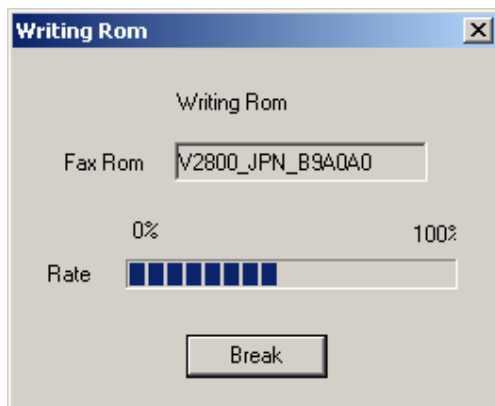 Writing Rom
Writing Rom
Fax Rom V2800_JPN_B9A0A0
0% 100%
Rate
Break